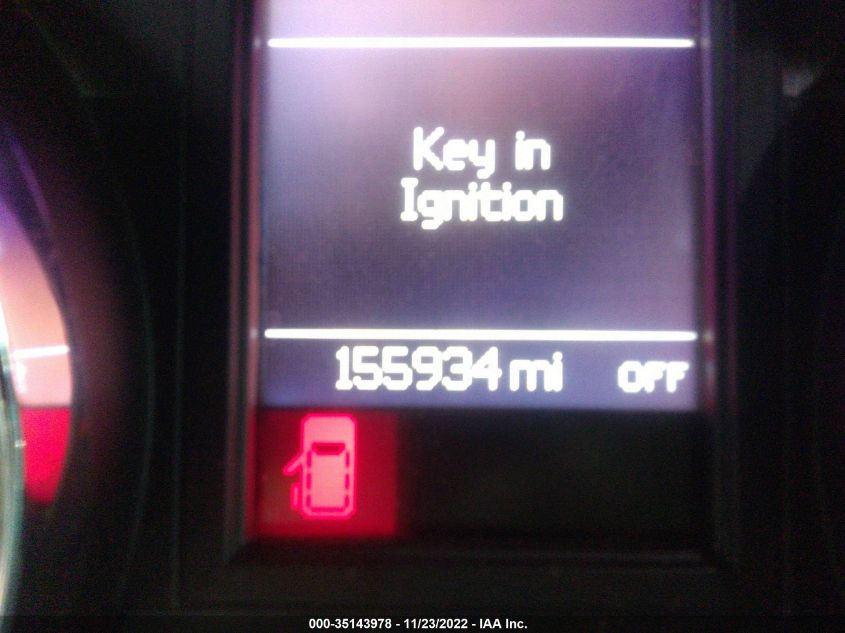 Key in
Ignition
155934 mi OFF
000-35143978 - 11/23/2022 - IAA Inc.